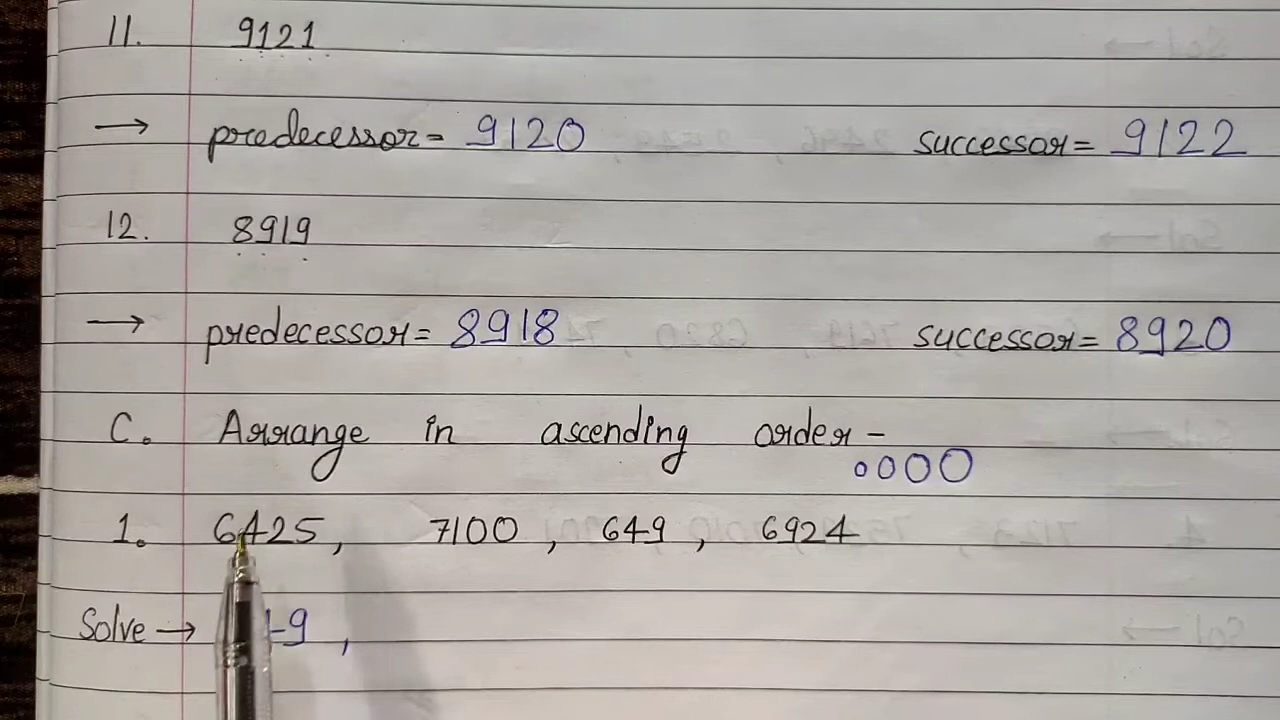 11. 9121
→ predecessor = 9120 successor = 9122
12. 8919
→ predecessor = 8918 successor = 8920
C. Arrange in ascending order -
1. 6425, 7100, 649, 6924
Solve →